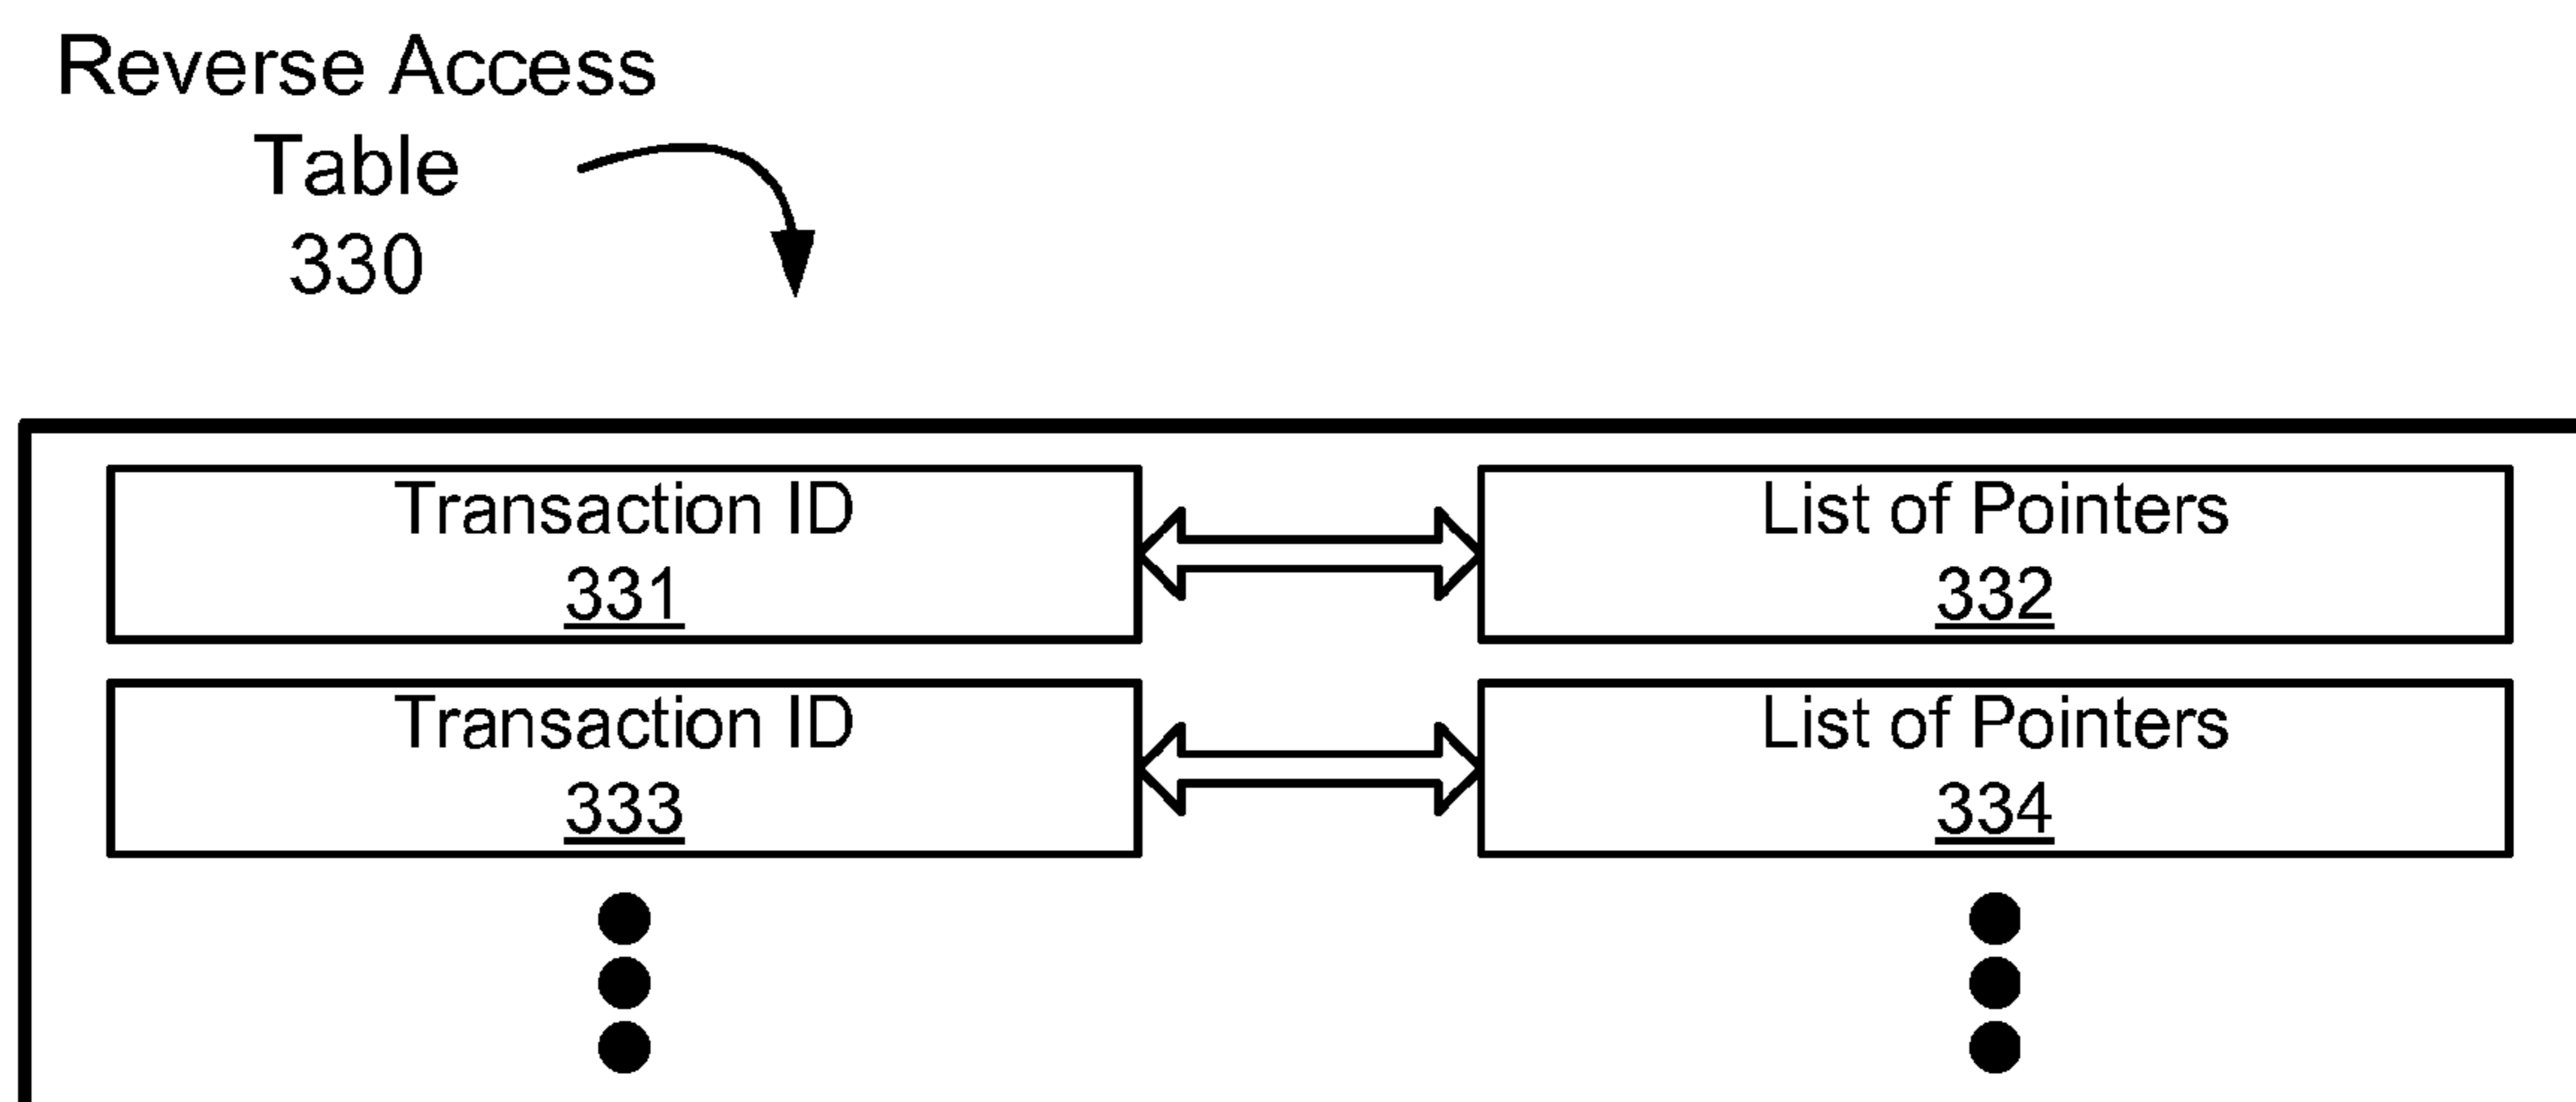 Reverse Access
Table
330
Transaction ID
331
List of Pointers
332
Transaction ID
333
List of Pointers
334